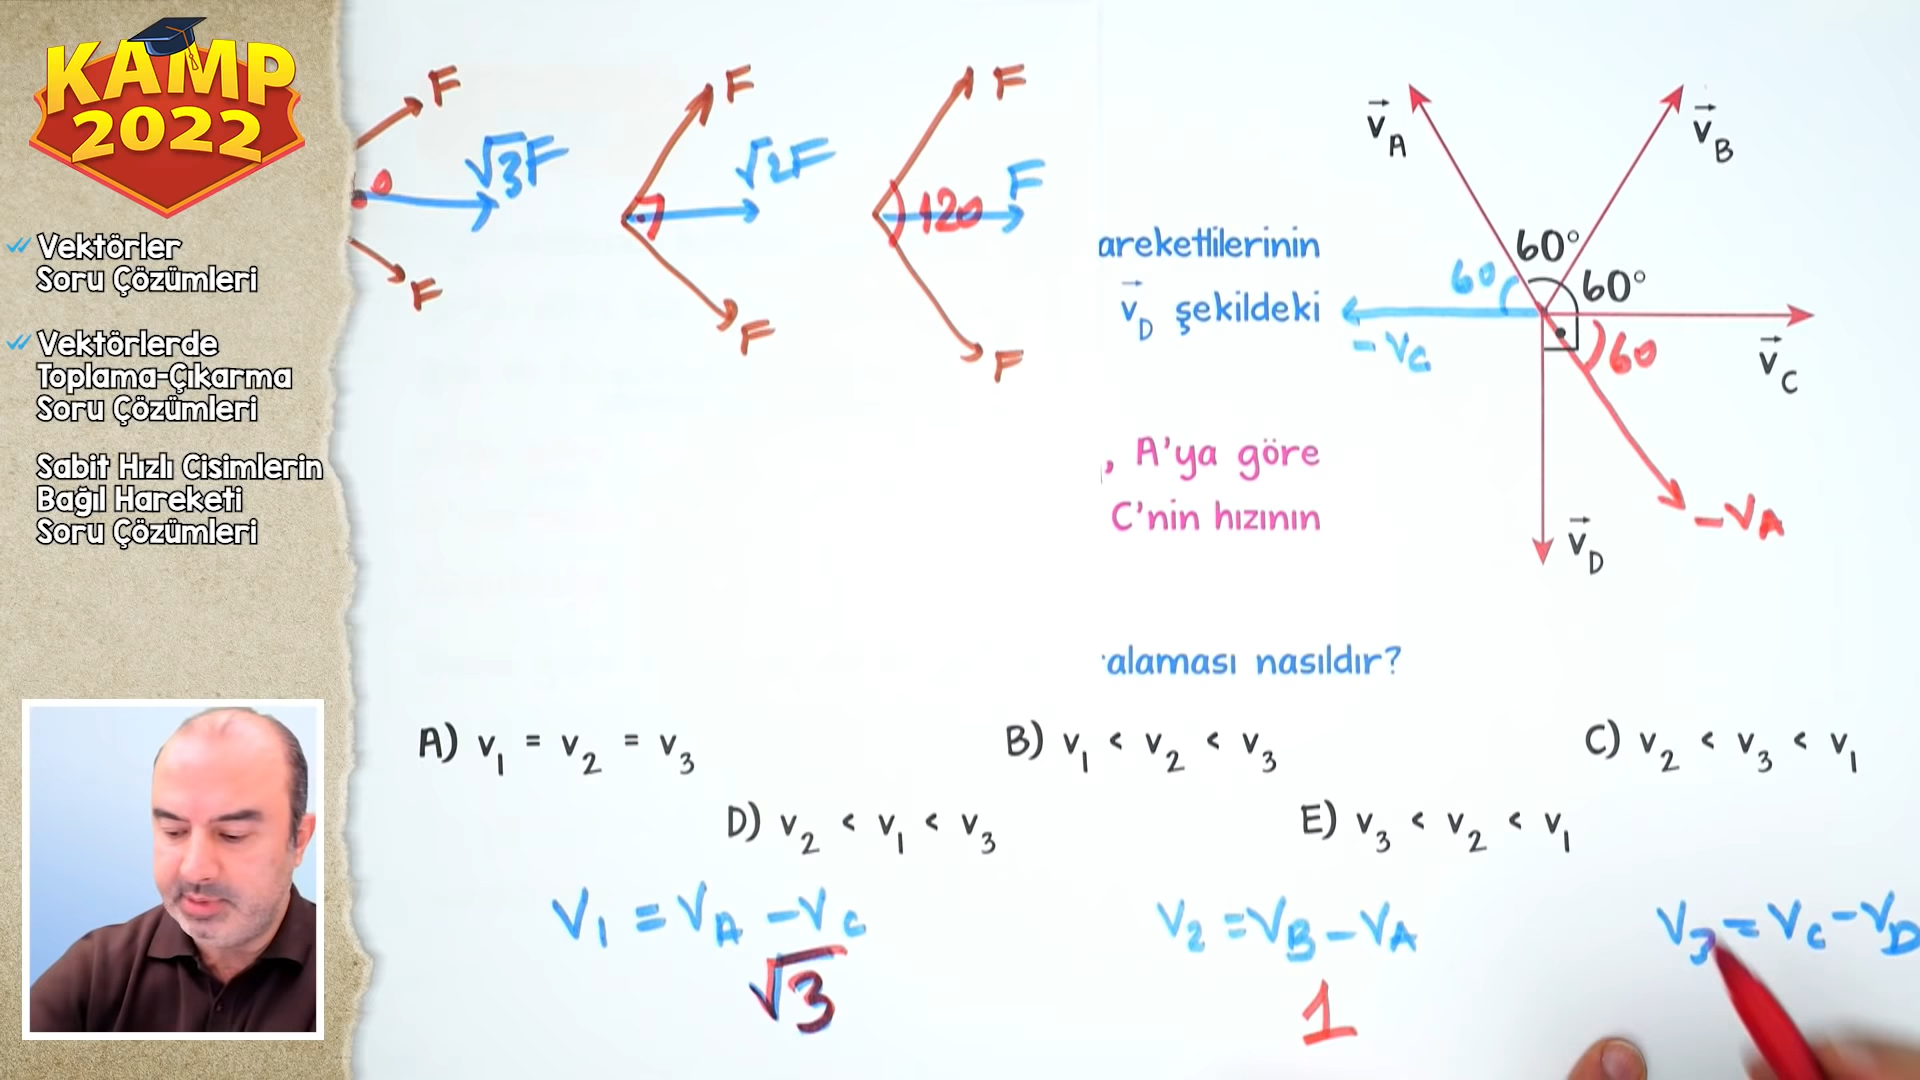 KAMP
2022
Vektörler
Soru Çözümleri
Vektörlerde
Toplama-Çıkarma
Soru Çözümleri
Sabit Hızlı Cisimlerin
Bağıl Hareketi
Soru Çözümleri
F
√3F
F
F
√2F
F
F
F
120
F
areketlilerinin
v⃗D şekildeki
, A'ya göre
C'nin hızının
alaması nasıldır?
v⃗A
v⃗B
60°
60
60°
-VC
60
v⃗C
-VA
v⃗D
A) v₁ = v₂ = v₃
B) v₁ < v₂ < v₃
C) v₂ < v₃ < v₁
D) v₂ < v₁ < v₃
E) v₃ < v₂ < v₁
V₁ = VA - VC
√3
V₂ = VB - VA
1
V₃ = VC - VD